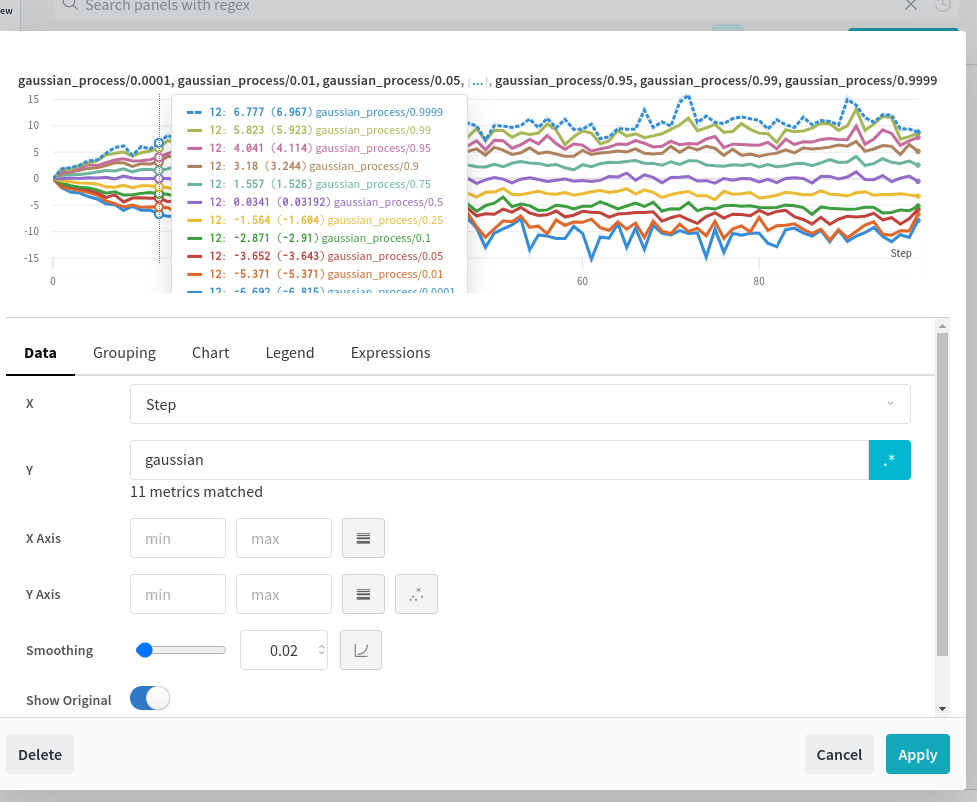 ew
Search panels with regex
gaussian_process/0.0001, gaussian_process/0.01, gaussian_process/0.05, (...), gaussian_process/0.95, gaussian_process/0.99, gaussian_process/0.9999
15
10
5
0
-5
-10
-15
12: 6.777 (6.967) gaussian_process/0.9999
12: 5.823 (5.923) gaussian_process/0.99
12: 4.041 (4.114) gaussian_process/0.95
12: 3.18 (3.244) gaussian_process/0.9
12: 1.557 (1.526) gaussian_process/0.75
12: 0.0341 (0.03192) gaussian_process/0.5
12: -1.564 (-1.604) gaussian_process/0.25
12: -2.871 (-2.91) gaussian_process/0.1
12: -3.652 (-3.643) gaussian_process/0.05
12: -5.371 (-5.371) gaussian_process/0.01
12: -6.692 (-6.815) gaussian_process/0.0001
Step
0
60
80
Data
Grouping
Chart
Legend
Expressions
X
Step
Y
gaussian
.*
11 metrics matched
X Axis
min
max
Y Axis
min
max
Smoothing
0.02
Show Original
Delete
Cancel
Apply